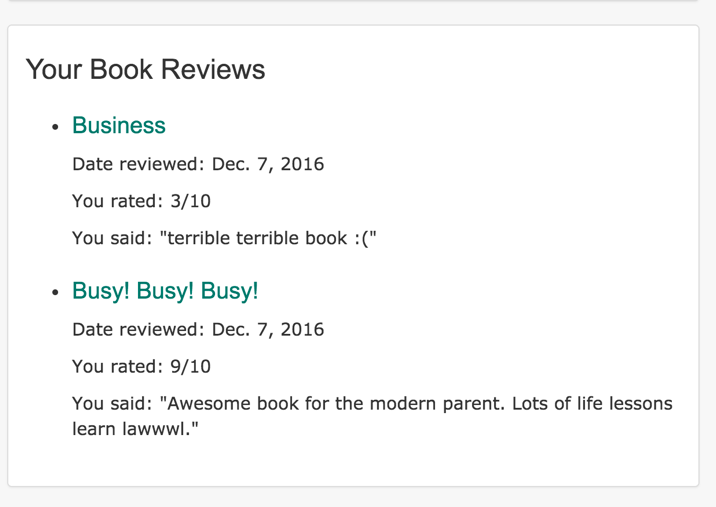 Your Book Reviews
Business
Date reviewed: Dec. 7, 2016
You rated: 3/10
You said: "terrible terrible book :("
Busy! Busy! Busy!
Date reviewed: Dec. 7, 2016
You rated: 9/10
You said: "Awesome book for the modern parent. Lots of life lessons
learn lawwwl."